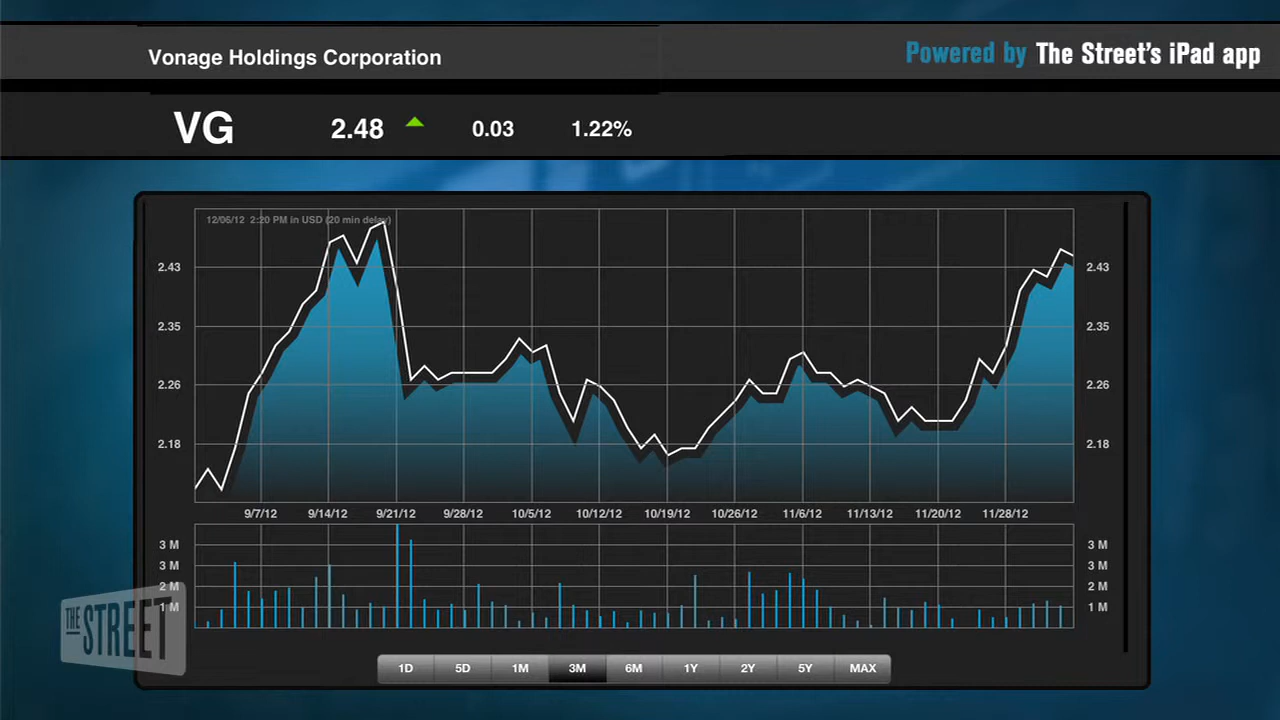 Vonage Holdings Corporation
Powered by The Street's iPad app
VG 2.48 0.03 1.22%
12/06/12 2:20 PM in USD (20 min delay)
2.43 2.43
2.35 2.35
2.26 2.26
2.18 2.18
9/7/12 9/14/12 9/21/12 9/28/12 10/5/12 10/12/12 10/19/12 10/26/12 11/6/12 11/13/12 11/20/12 11/28/12
3 M 3 M
3 M 3 M
2 M 2 M
1 M 1 M
THE STREET
1D 5D 1M 3M 6M 1Y 2Y 5Y MAX